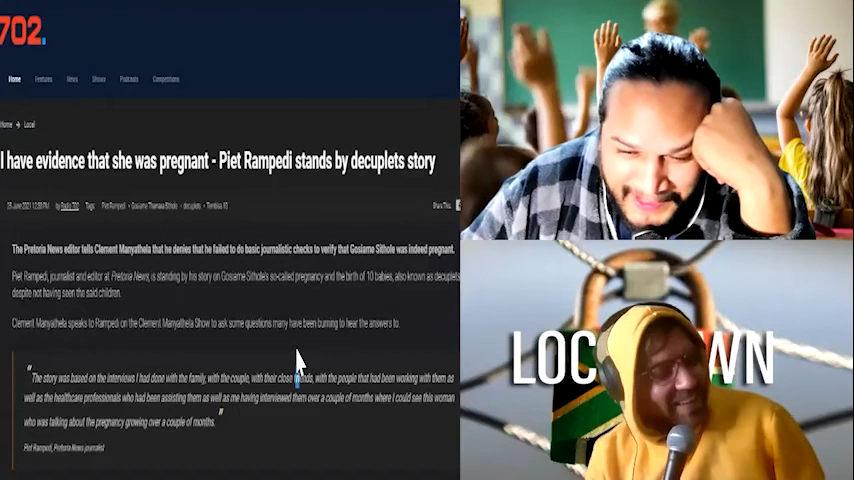 702.
Home Features News Shows Podcasts Competitions
Home → Local
I have evidence that she was pregnant - Piet Rampedi stands by decuplets story
25 June 2021 12:33 PM by Radio 702 Tags Piet Rampedi Gosiame Thamara Sithole decuplets Tembisa 10 Share This:
The Pretoria News editor tells Clement Manyathela that he denies that he failed to do basic journalistic checks to verify that Gosiame Sithole was indeed pregnant.
Piet Rampedi, journalist and editor at Pretoria News, is standing by his story on Gosiame Sithole's so-called pregnancy and the birth of 10 babies, also known as decuplets
despite not having seen the said children.
Clement Manyathela speaks to Rampedi on the Clement Manyathela Show to ask some questions many have been burning to hear the answers to.
"The story was based on the interviews I had done with the family, with the couple, with their close friends, with the people that had been working with them as
well as the healthcare professionals who had been assisting them as well as me having interviewed them over a couple of months where I could see this woman
who was talking about the pregnancy growing over a couple of months."
Piet Rampedi, Pretoria News journalist
LOC WN